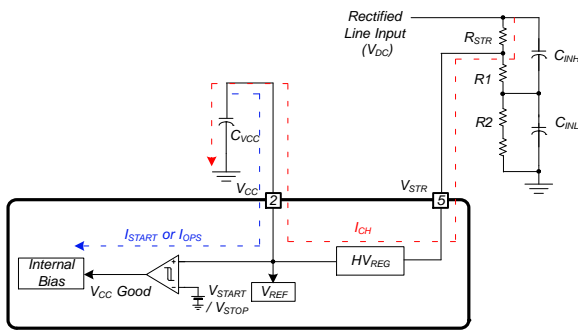 Rectified
Line Input
(VDC)
RSTR
R1
R2
CINH
CINL
CVCC
VCC
2
VSTR
5
ISTART or IOPS
ICH
Internal
Bias
VCC Good
+
−
VSTART
/ VSTOP
VREF
HVREG